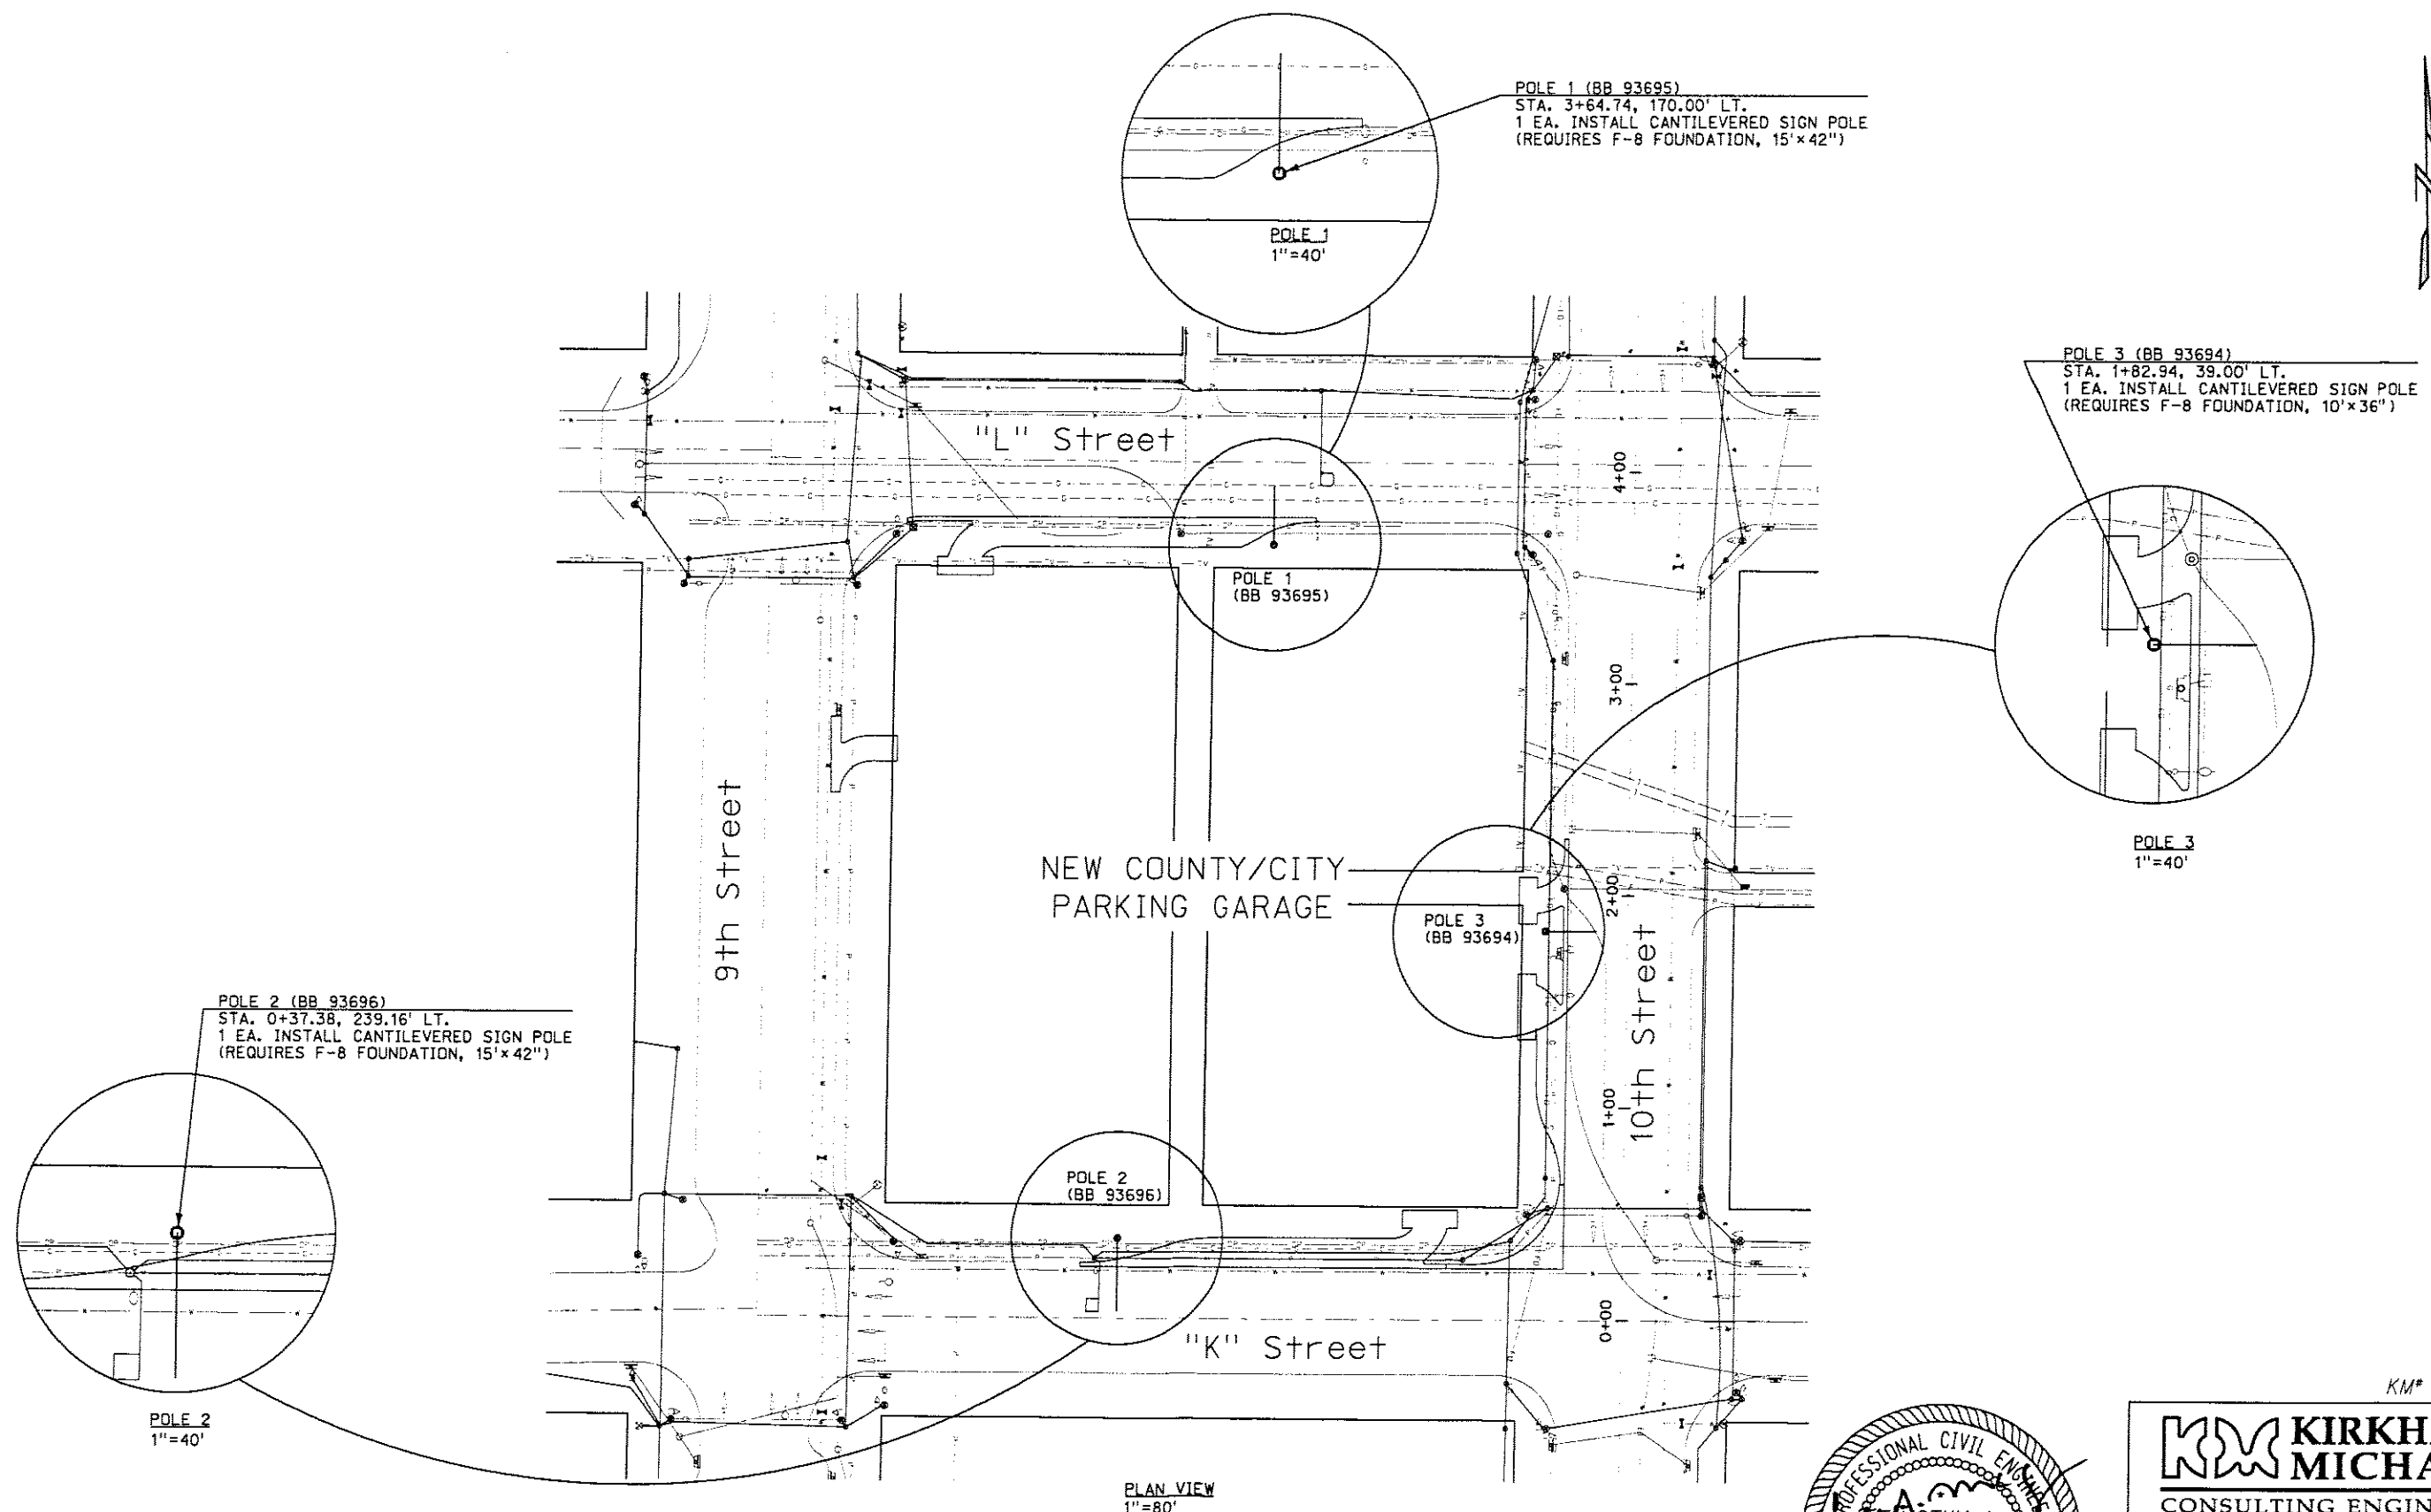 POLE 1 (BB 93695)
STA. 3+64.74, 170.00' LT.
1 EA. INSTALL CANTILEVERED SIGN POLE
(REQUIRES F-8 FOUNDATION, 15'×42")
POLE 1
1"=40'
POLE 3 (BB 93694)
STA. 1+82.94, 39.00' LT.
1 EA. INSTALL CANTILEVERED SIGN POLE
(REQUIRES F-8 FOUNDATION, 10'×36")
"L" Street
4+00
POLE 1
(BB 93695)
3+00
9th Street
NEW COUNTY/CITY
PARKING GARAGE
2+00
POLE 3
(BB 93694)
POLE 3
1"=40'
10th Street
1+00
POLE 2 (BB 93696)
STA. 0+37.38, 239.16' LT.
1 EA. INSTALL CANTILEVERED SIGN POLE
(REQUIRES F-8 FOUNDATION, 15'×42")
POLE 2
(BB 93696)
0+00
"K" Street
POLE 2
1"=40'
PLAN VIEW
1"=80'
KM#
KIRKH
MICHA
CONSULTING ENGIN
PROFESSIONAL CIVIL ENGINEE